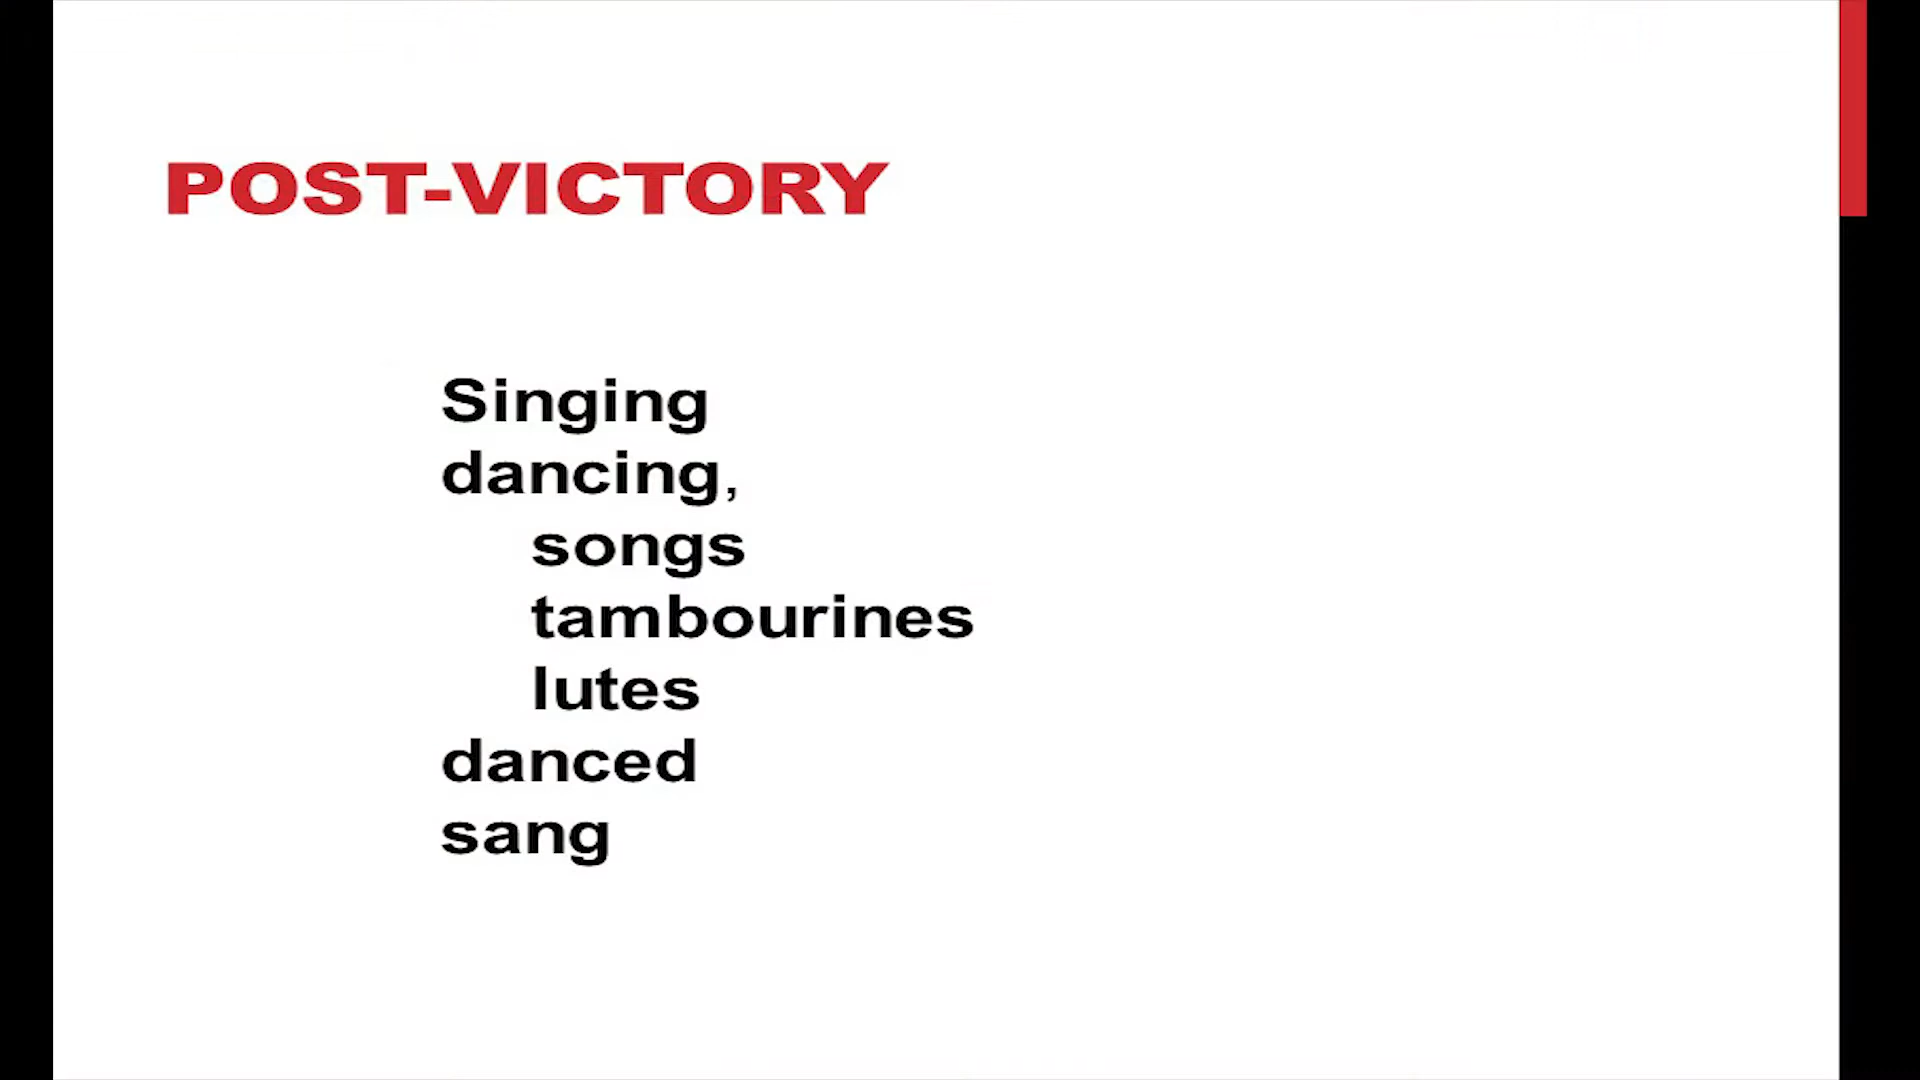 POST-VICTORY
Singing
dancing,
songs
tambourines
lutes
danced
sang